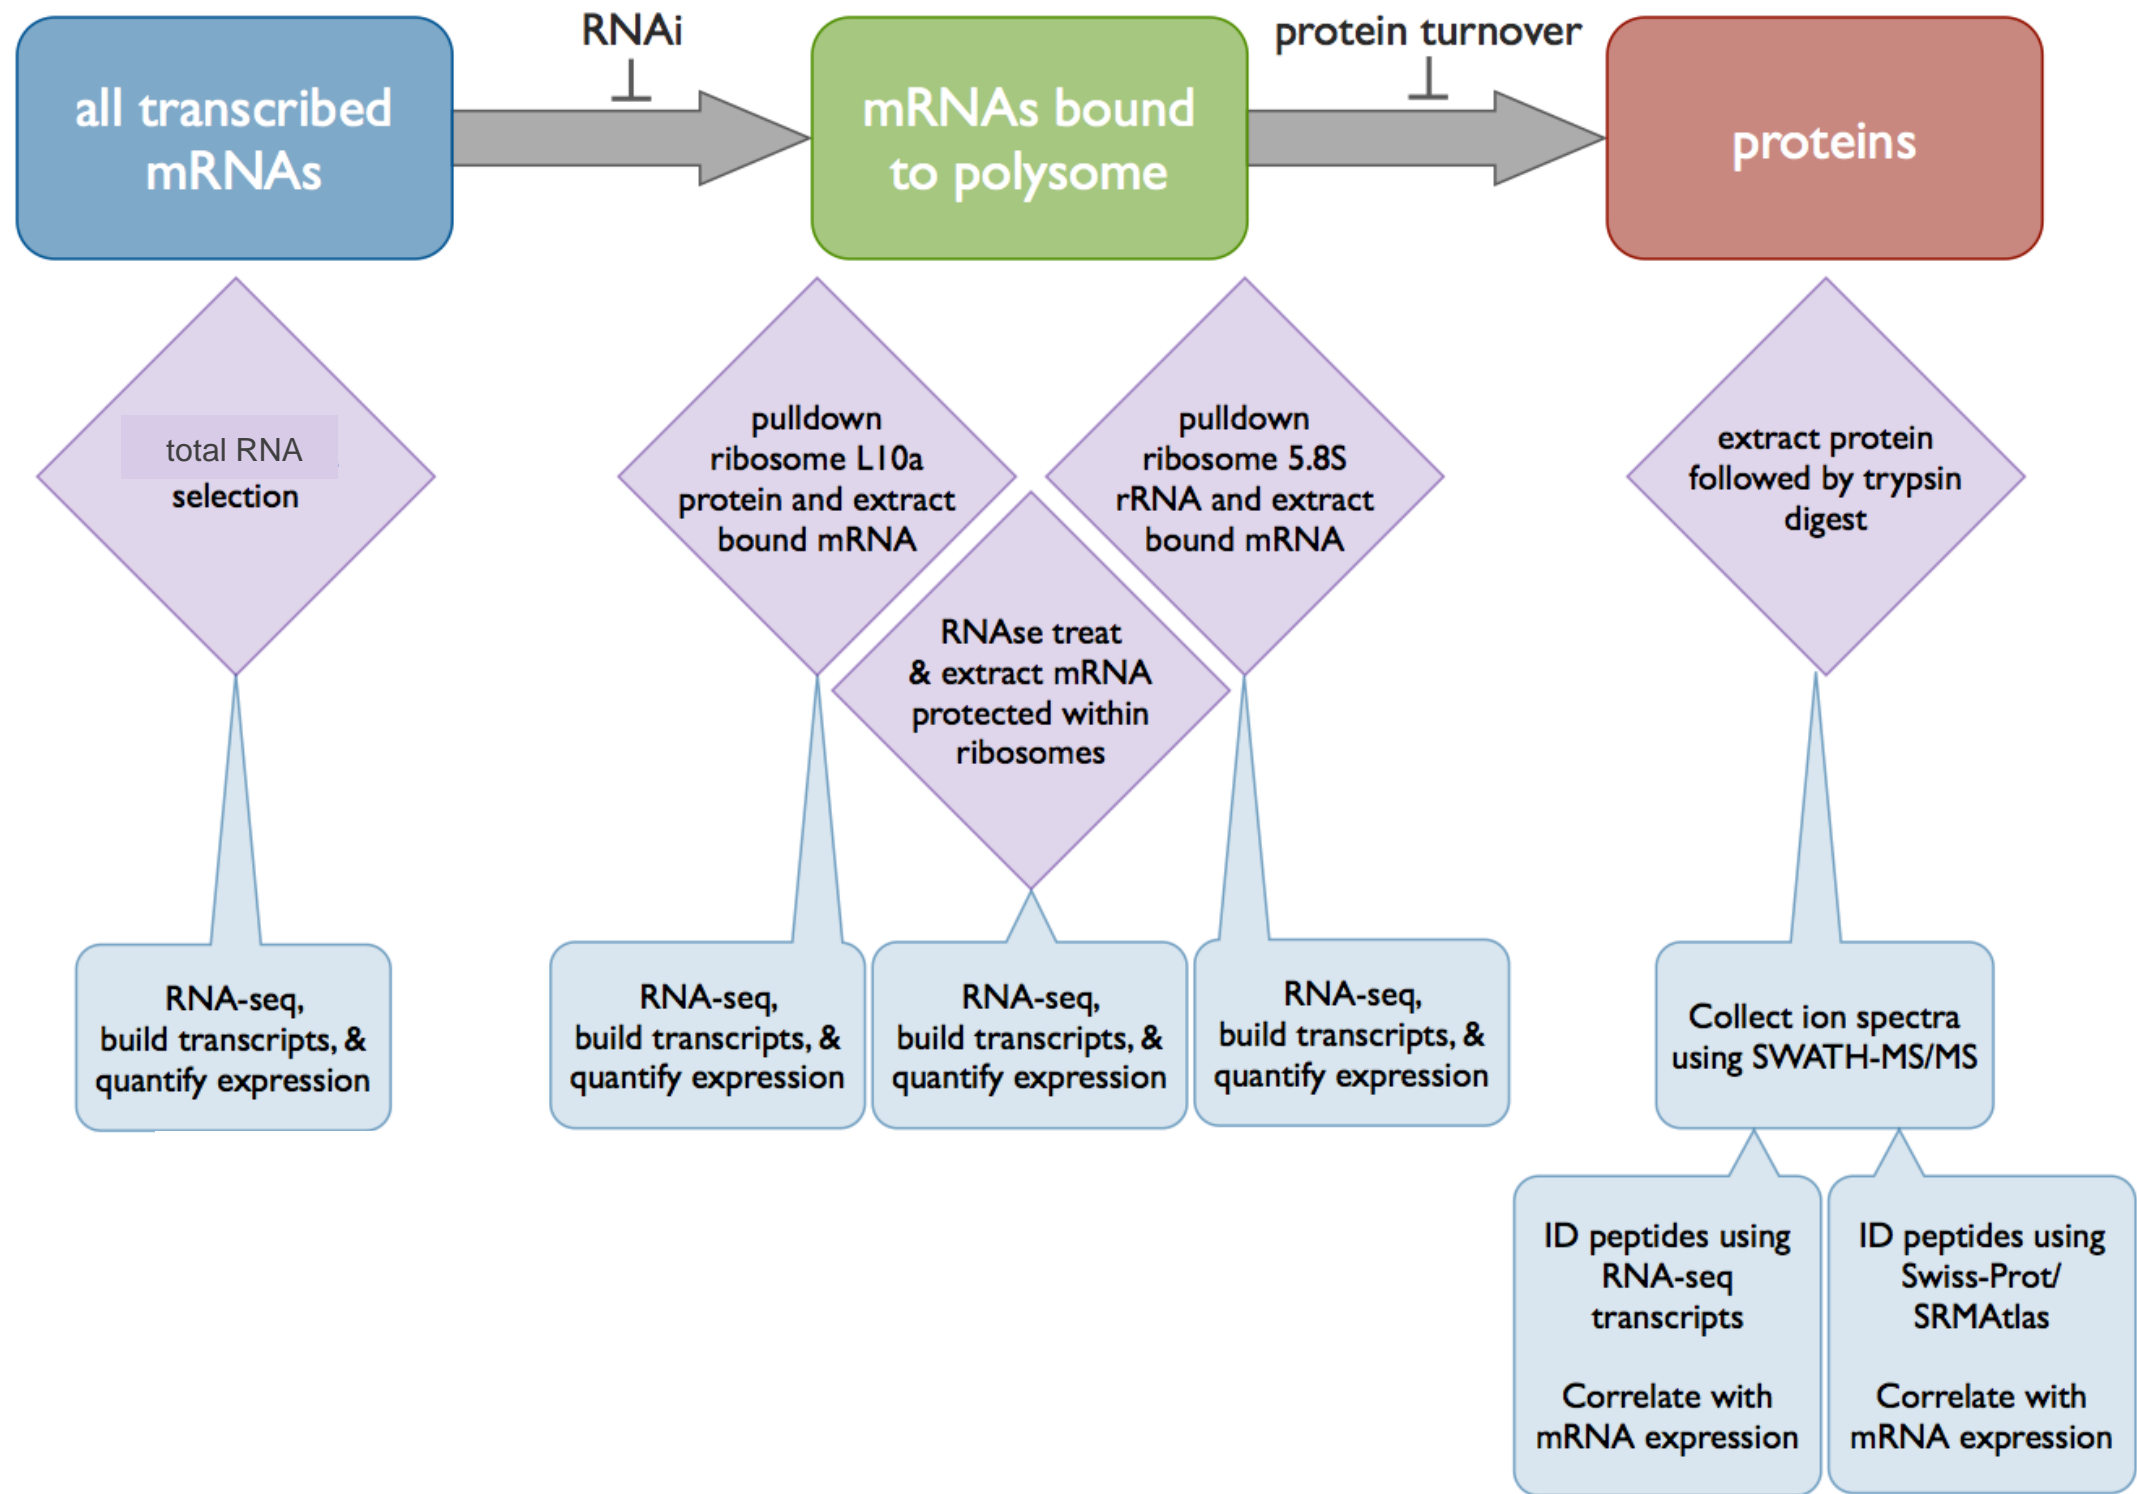 RNAi
protein turnover
all transcribed
mRNAs
mRNAs bound
to polysome
proteins
total RNA
selection
pulldown
ribosome L10a
protein and extract
bound mRNA
pulldown
ribosome 5.8S
rRNA and extract
bound mRNA
RNAse treat
& extract mRNA
protected within
ribosomes
extract protein
followed by trypsin
digest
RNA-seq,
build transcripts, &
quantify expression
RNA-seq,
build transcripts, &
quantify expression
RNA-seq,
build transcripts, &
quantify expression
RNA-seq,
build transcripts, &
quantify expression
Collect ion spectra
using SWATH-MS/MS
ID peptides using
RNA-seq
transcripts
Correlate with
mRNA expression
ID peptides using
Swiss-Prot/
SRMAtlas
Correlate with
mRNA expression